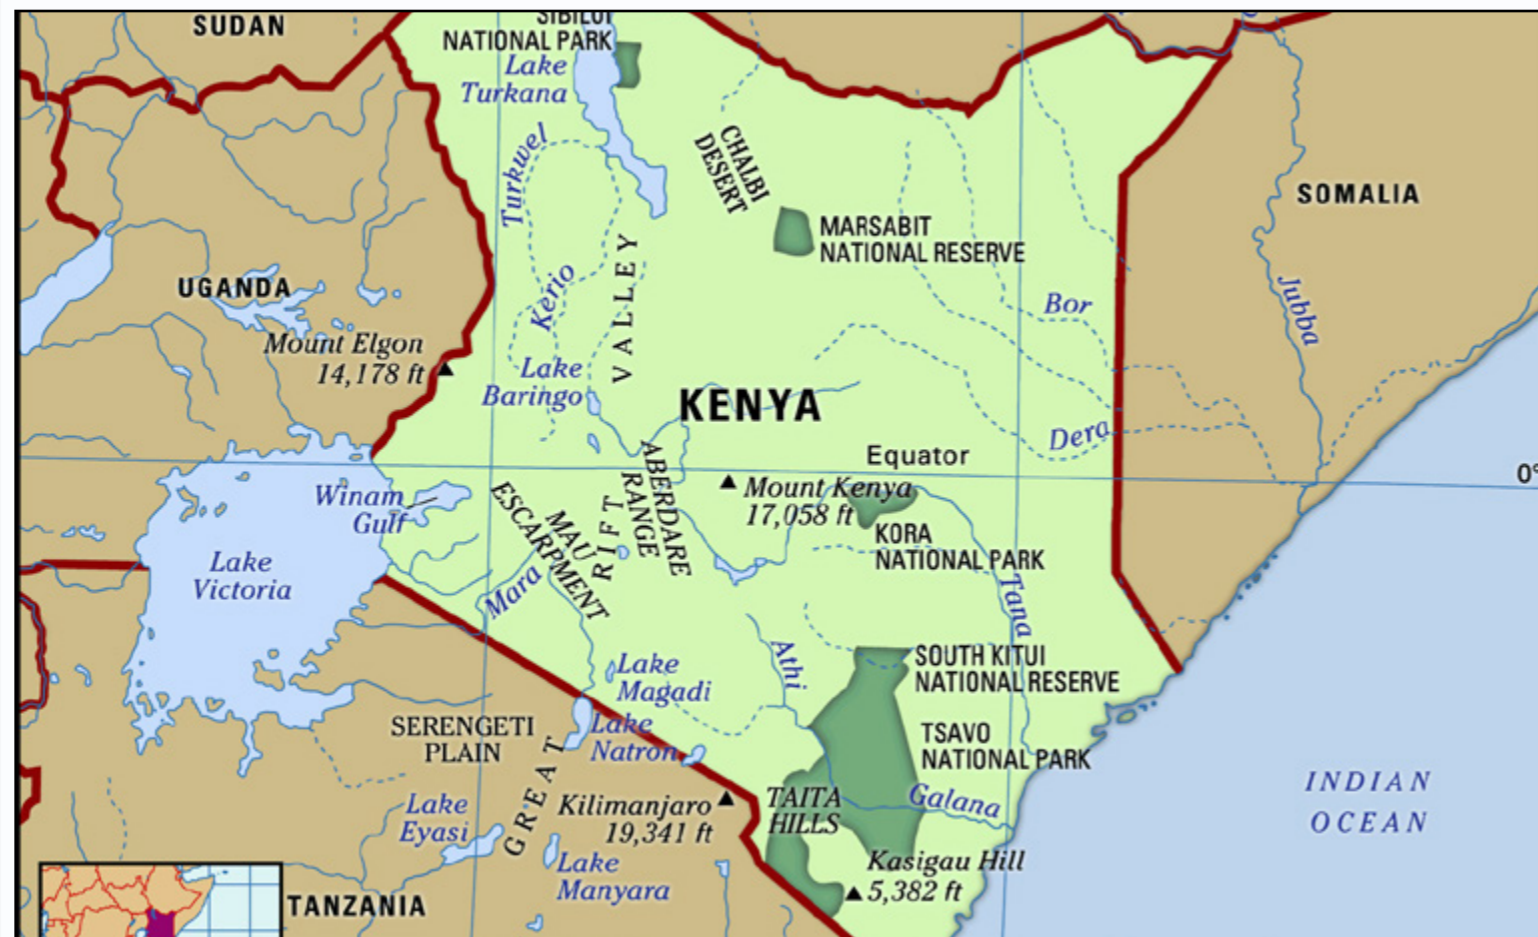 SUDAN
SIBILOI
NATIONAL PARK
Lake
Turkana
Turkwel
CHALBI
DESERT
SOMALIA
MARSABIT
NATIONAL RESERVE
UGANDA
Kerio
VALLEY
Bor
Jubba
Mount Elgon
14,178 ft
Lake
Baringo
KENYA
Dera
Equator
0°
ABERDARE
RANGE
Mount Kenya
17,058 ft
Winam
Gulf
MAU
ESCARPMENT
RIFT
KORA
NATIONAL PARK
Lake
Victoria
Mara
Tana
Athi
SOUTH KITUI
NATIONAL RESERVE
Lake
Magadi
SERENGETI
PLAIN
Lake
Natron
TSAVO
NATIONAL PARK
GREAT
INDIAN
OCEAN
Kilimanjaro
19,341 ft
TAITA
HILLS
Galana
Lake
Eyasi
Lake
Manyara
Kasigau Hill
5,382 ft
TANZANIA